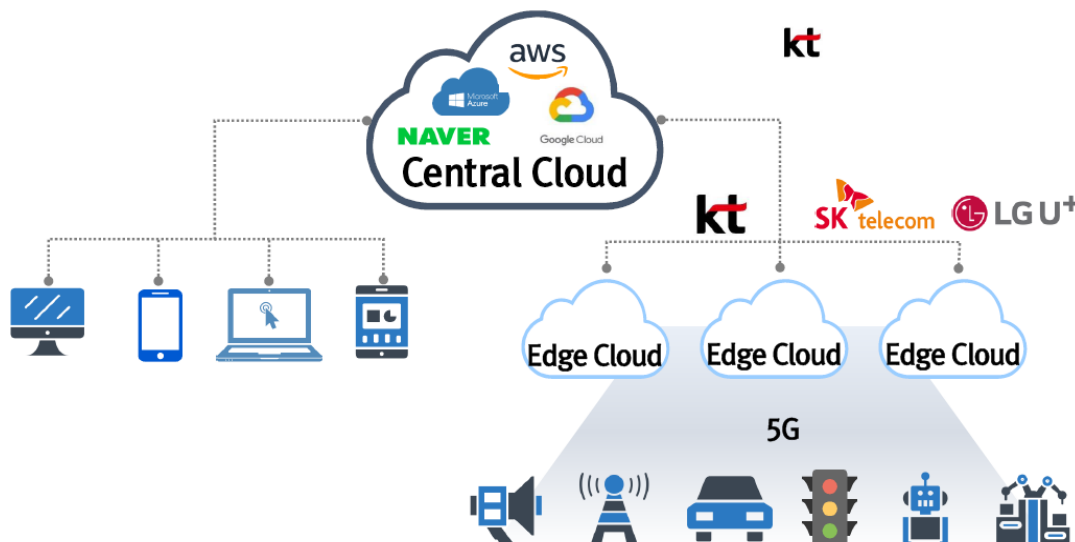 aws
kt
Microsoft
Azure
NAVER
Google Cloud
Central Cloud
kt
SK telecom
LG U+
Edge Cloud
Edge Cloud
Edge Cloud
5G